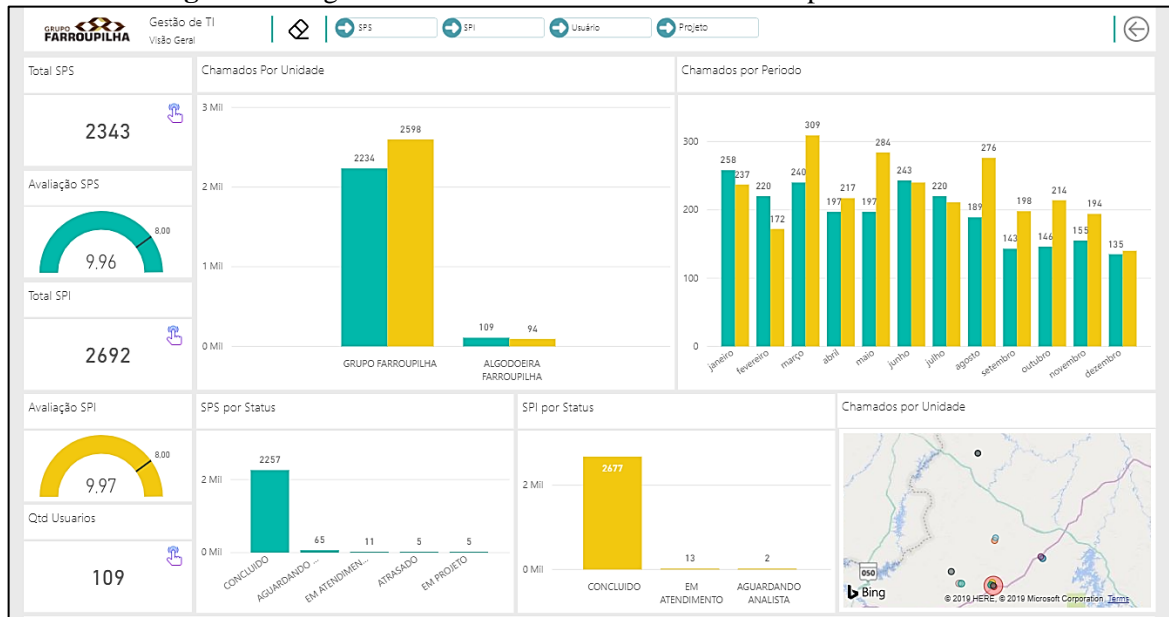 GRUPO
FARROUPILHA
Gestão de TI
Visão Geral
SPS
SPI
Usuário
Projeto
Total SPS
2343
Avaliação SPS
8.00
9.96
Total SPI
2692
Avaliação SPI
8.00
9.97
Qtd Usuarios
109
Chamados Por Unidade
3 Mil
2 Mil
1 Mil
0 Mil
2234
2598
109
94
GRUPO FARROUPILHA
ALGODOEIRA
FARROUPILHA
Chamados por Periodo
300
200
100
0
258
237
220
172
240
309
197
217
197
284
243
220
189
276
143
198
146
214
155
194
135
janeiro
fevereiro
março
abril
maio
junho
julho
agosto
setembro
outubro
novembro
dezembro
SPS por Status
2 Mil
0 Mil
2257
65
11
5
5
CONCLUIDO
AGUARDANDO ...
EM ATENDIMEN...
ATRASADO
EM PROJETO
SPI por Status
2 Mil
0 Mil
2677
13
2
CONCLUIDO
EM
ATENDIMENTO
AGUARDANDO
ANALISTA
Chamados por Unidade
050
Bing
© 2019 HERE, © 2019 Microsoft Corporation Terms